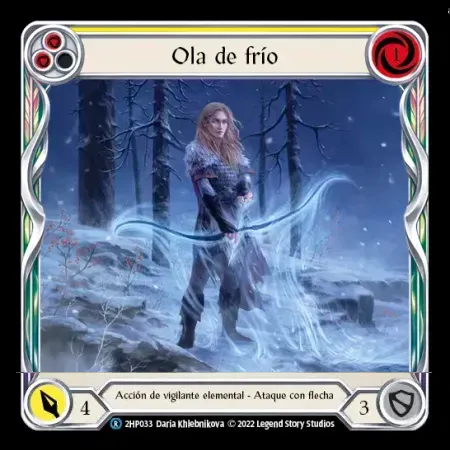 Ola de frío
1
Acción de vigilante elemental - Ataque con flecha
4
3
R 2HP033 Daria Khlebnikova © 2022 Legend Story Studios